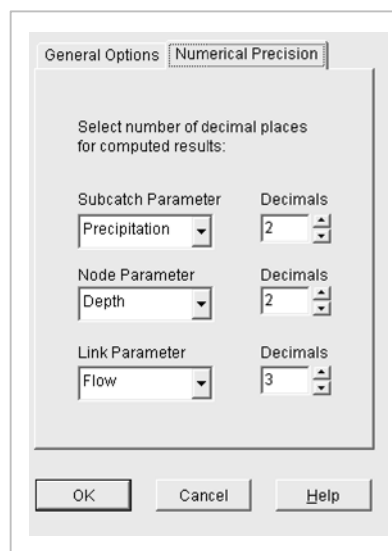 General Options Numerical Precision
Select number of decimal places
for computed results:
Subcatch Parameter Decimals
Precipitation 2
Node Parameter Decimals
Depth 2
Link Parameter Decimals
Flow 3
OK Cancel Help